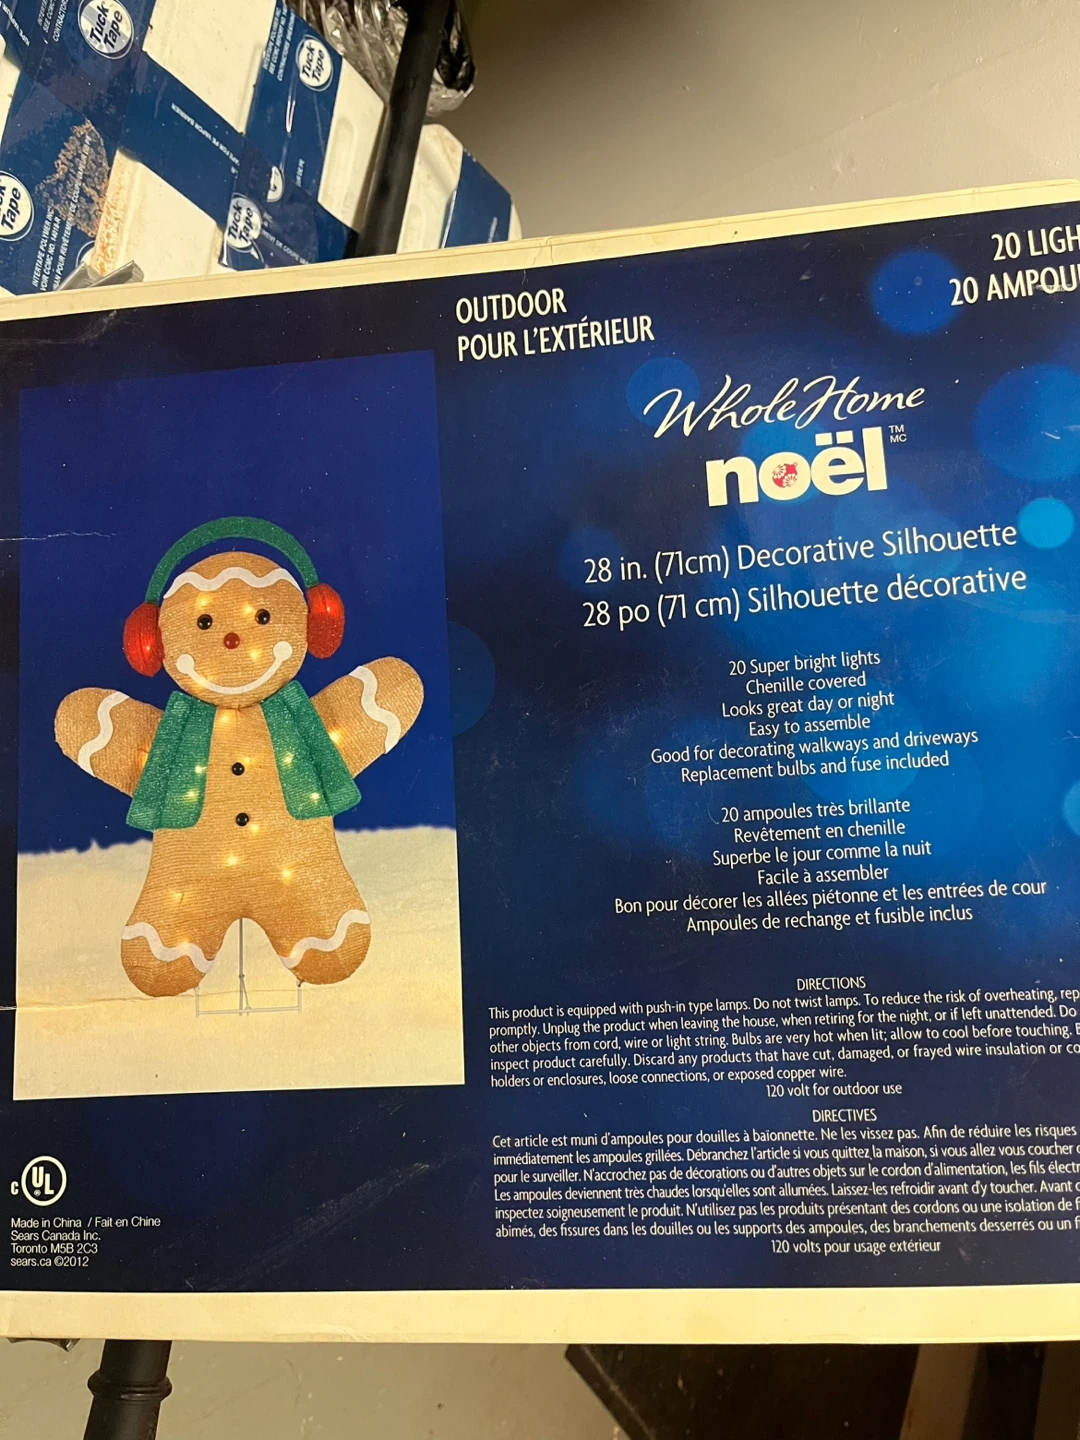 Tuck
Tape
Tuck
Tape
Tape
Tuck
Tape
OUTDOOR
POUR L'EXTÉRIEUR
20 LIGH
20 AMPOU
Whole Home
noël
TM
MC
28 in. (71cm) Decorative Silhouette
28 po (71 cm) Silhouette décorative
20 Super bright lights
Chenille covered
Looks great day or night
Easy to assemble
Good for decorating walkways and driveways
Replacement bulbs and fuse included
20 ampoules très brillante
Revêtement en chenille
Superbe le jour comme la nuit
Facile à assembler
Bon pour décorer les allées piétonne et les entrées de cour
Ampoules de rechange et fusible inclus
DIRECTIONS
This product is equipped with push-in type lamps. Do not twist lamps. To reduce the risk of overheating, rep
promptly. Unplug the product when leaving the house, when retiring for the night, or if left unattended. Do
other objects from cord, wire or light string. Bulbs are very hot when lit; allow to cool before touching.
inspect product carefully. Discard any products that have cut, damaged, or frayed wire insulation or co
holders or enclosures, loose connections, or exposed copper wire.
120 volt for outdoor use
DIRECTIVES
Cet article est muni d'ampoules pour douilles à baïonnette. Ne les vissez pas. Afin de réduire les risques
immédiatement les ampoules grillées. Débranchez l'article si vous quittez la maison, si vous allez vous coucher
pour le surveiller. N'accrochez pas de décorations ou d'autres objets sur le cordon d'alimentation, les fils électr
Les ampoules deviennent très chaudes lorsqu'elles sont allumées. Laissez-les refroidir avant d'y toucher. Avant
inspectez soigneusement le produit. N'utilisez pas les produits présentant des cordons ou une isolation de f
abimés, des fissures dans les douilles ou les supports des ampoules, des branchements desserrés ou un f
120 volts pour usage extérieur
c UL
Made in China / Fait en Chine
Sears Canada Inc.
Toronto M5B 2C3
sears.ca ©2012